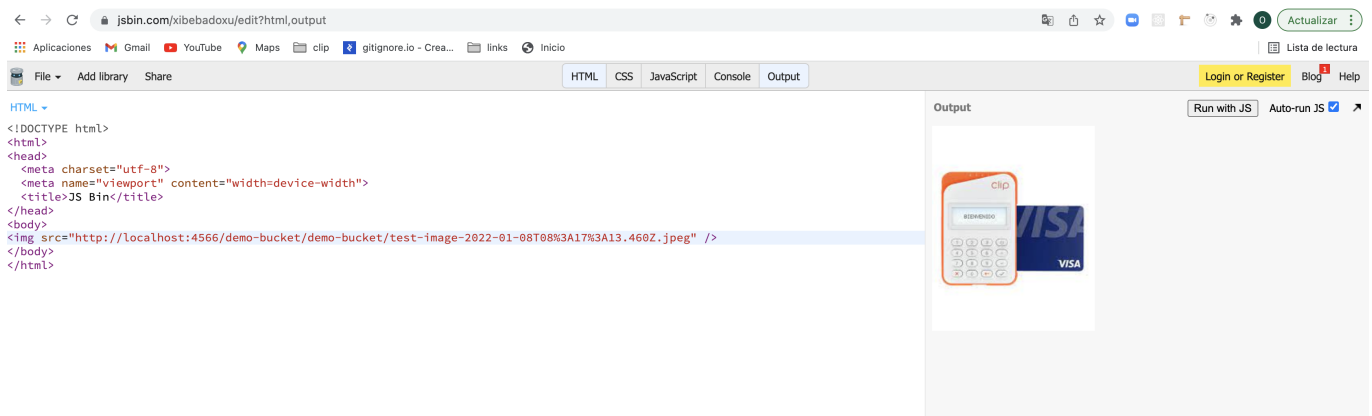 jsbin.com/xibebadoxu/edit?html,output
O
Actualizar
Aplicaciones Gmail YouTube Maps clip gitignore.io - Crea... links Inicio Lista de lectura
File Add library Share HTML CSS JavaScript Console Output Login or Register Blog 1 Help
HTML
Output Run with JS Auto-run JS
<!DOCTYPE html>
<html>
<head>
<meta charset="utf-8">
<meta name="viewport" content="width=device-width">
<title>JS Bin</title>
</head>
<body>
<img src="http://localhost:4566/demo-bucket/demo-bucket/test-image-2022-01-08T08%3A17%3A13.460Z.jpeg" />
</body>
</html>
clip
BIENVENIDO
VISA
VISA